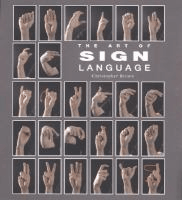 THE ART OF
SIGN
LANGUAGE
Christopher Brown